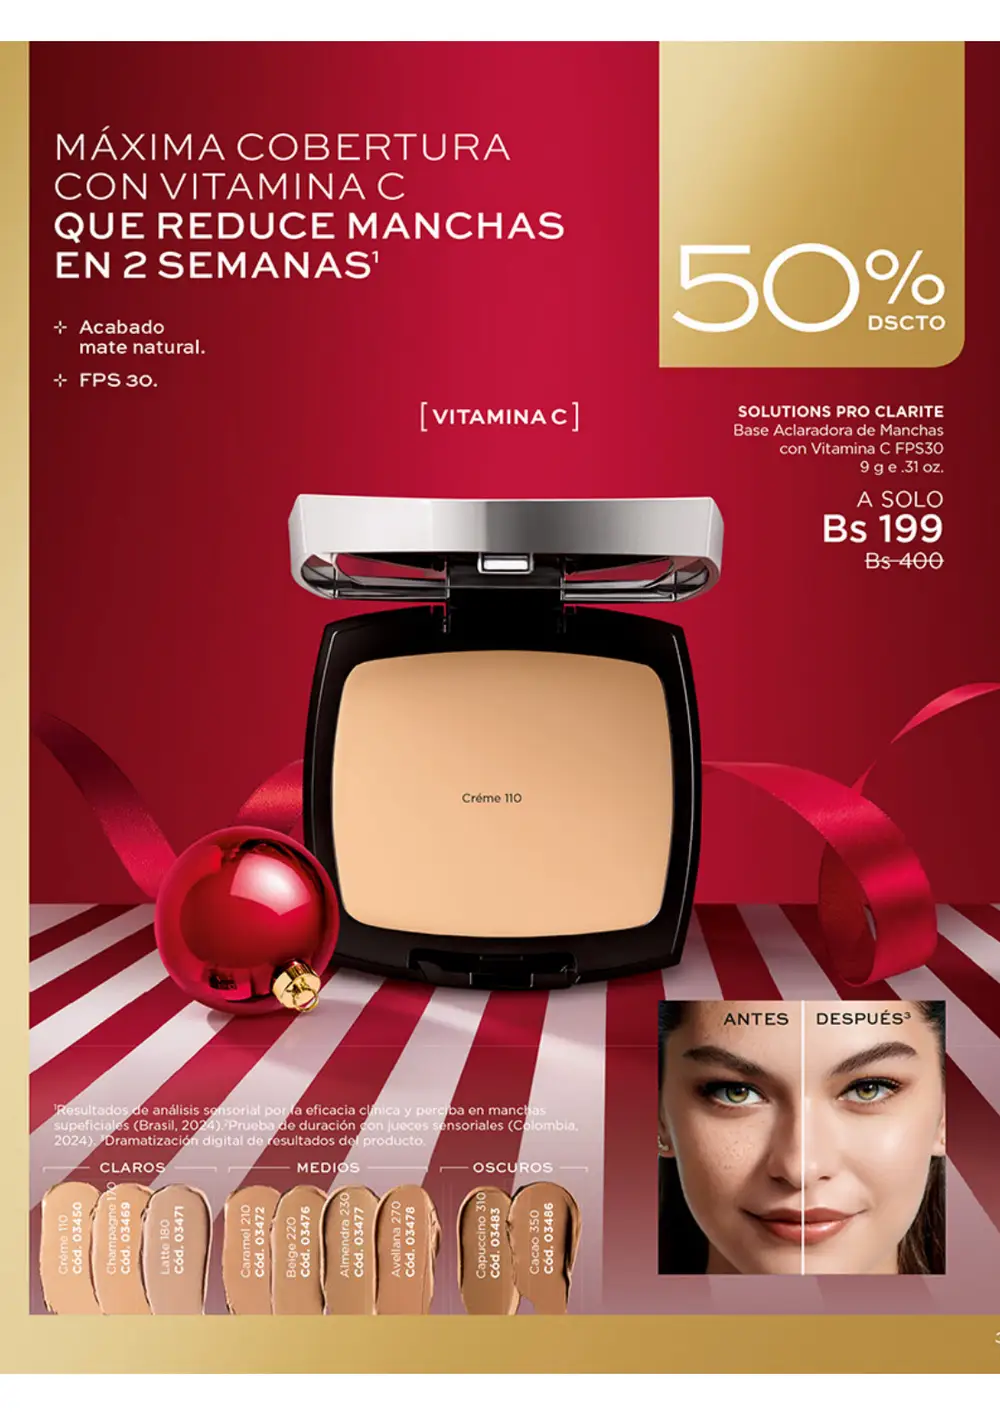 MÁXIMA COBERTURA
CON VITAMINA C
QUE REDUCE MANCHAS
EN 2 SEMANAS¹
Acabado
mate natural.
FPS 30.
50%
DSCTO
[VITAMINA C]
SOLUTIONS PRO CLARITE
Base Aclaradora de Manchas
con Vitamina C FPS30
9 g e .31 oz.
A SOLO
Bs 199
Bs 400
Créme 110
ANTES
DESPUÉS³
¹Resultados de análisis sensorial por la eficacia clínica y perciba en manchas
supeficiales (Brasil, 2024).²Prueba de duración con jueces sensoriales (Colombia,
2024). ³Dramatización digital de resultados del producto.
CLAROS
MEDIOS
OSCUROS
Créme 110
Cód. 03450
Champagne 170
Cód. 03469
Latte 180
Cód. 03471
Caramel 210
Cód. 03472
Beige 220
Cód. 03476
Almendra 230
Cód. 03477
Avellana 270
Cód. 03478
Capuccino 310
Cód. 03483
Cacao 350
Cód. 03486